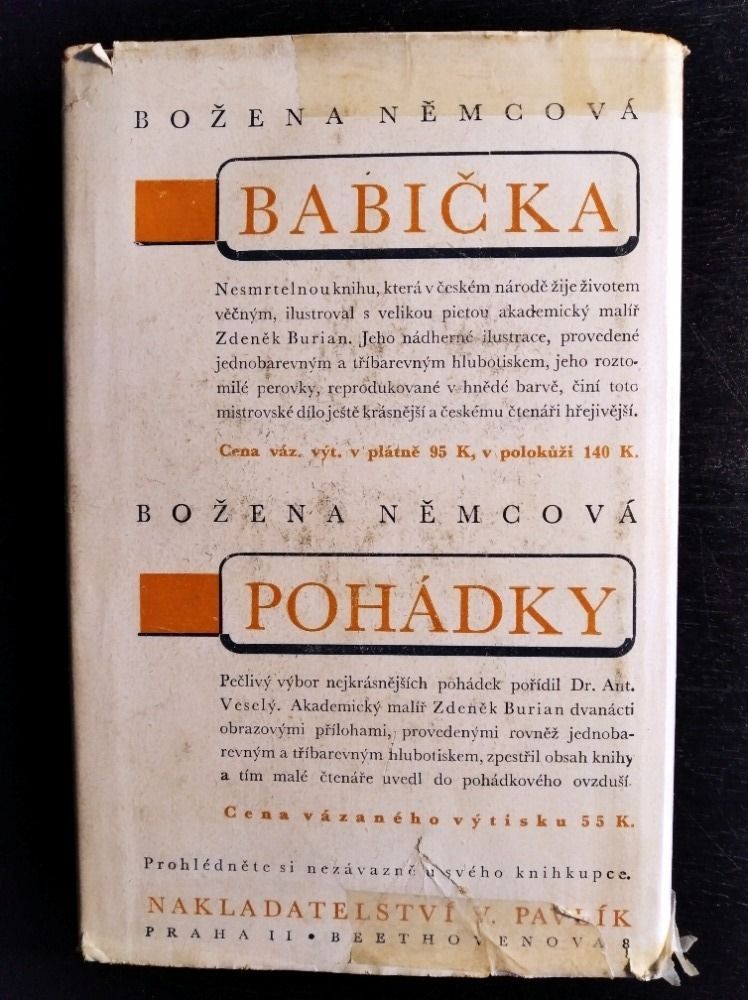 BOŽENA NĚMCOVÁ
BABIČKA
Nesmrtelnou knihu, která v českém národě žije životem
věčným, ilustroval s velikou pietou akademický malíř
Zdeněk Burian. Jeho nádherné ilustrace, provedené
jednobarevným a tříbarevným hlubotiskem, jeho rozto-
milé perovky, reprodukované v hnědé barvě, činí toto
mistrovské dílo ještě krásnější a českému čtenáři hřejivější.
Cena váz. výt. v plátně 95 K, v polokůži 140 K.
BOŽENA NĚMCOVÁ
POHÁDKY
Pečlivý výbor nejkrásnějších pohádek pořídil Dr. Ant.
Veselý. Akademický malíř Zdeněk Burian dvanácti
obrazovými přílohami, provedenými rovněž jednoba-
revným a tříbarevným hlubotiskem, zpestřil obsah knihy
a tím malé čtenáře uvedl do pohádkového ovzduší.
Cena vázaného výtisku 55 K.
Prohlédněte si nezávazně u svého knihkupce.
NAKLADATELSTVÍ V. PAVLÍK
PRAHA II • BEETHOVENOVA 8